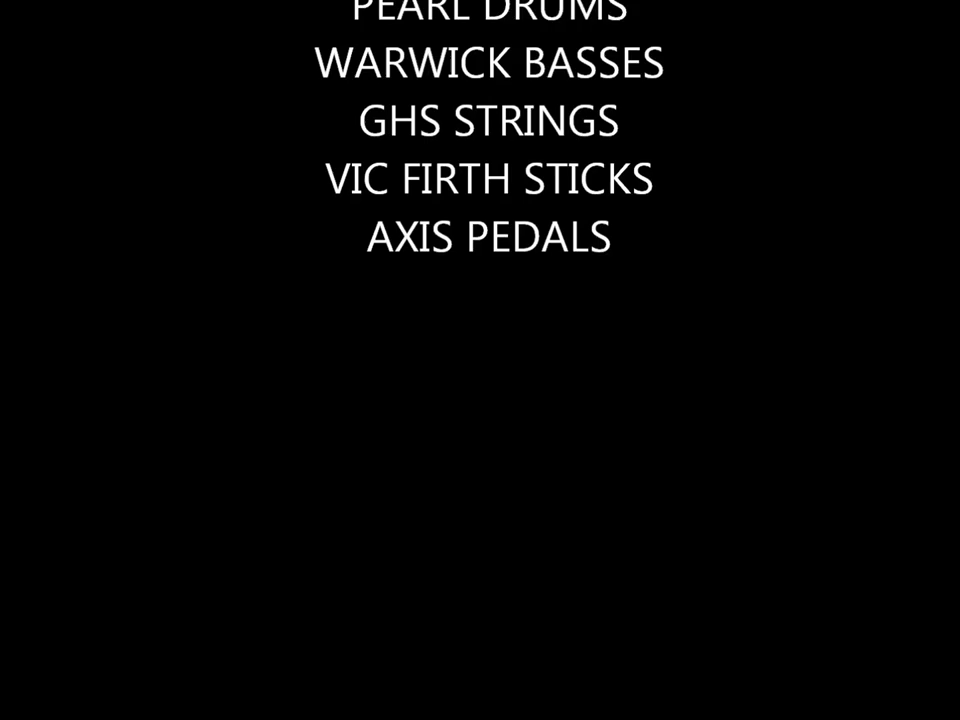 PEARL DRUMS
WARWICK BASSES
GHS STRINGS
VIC FIRTH STICKS
AXIS PEDALS